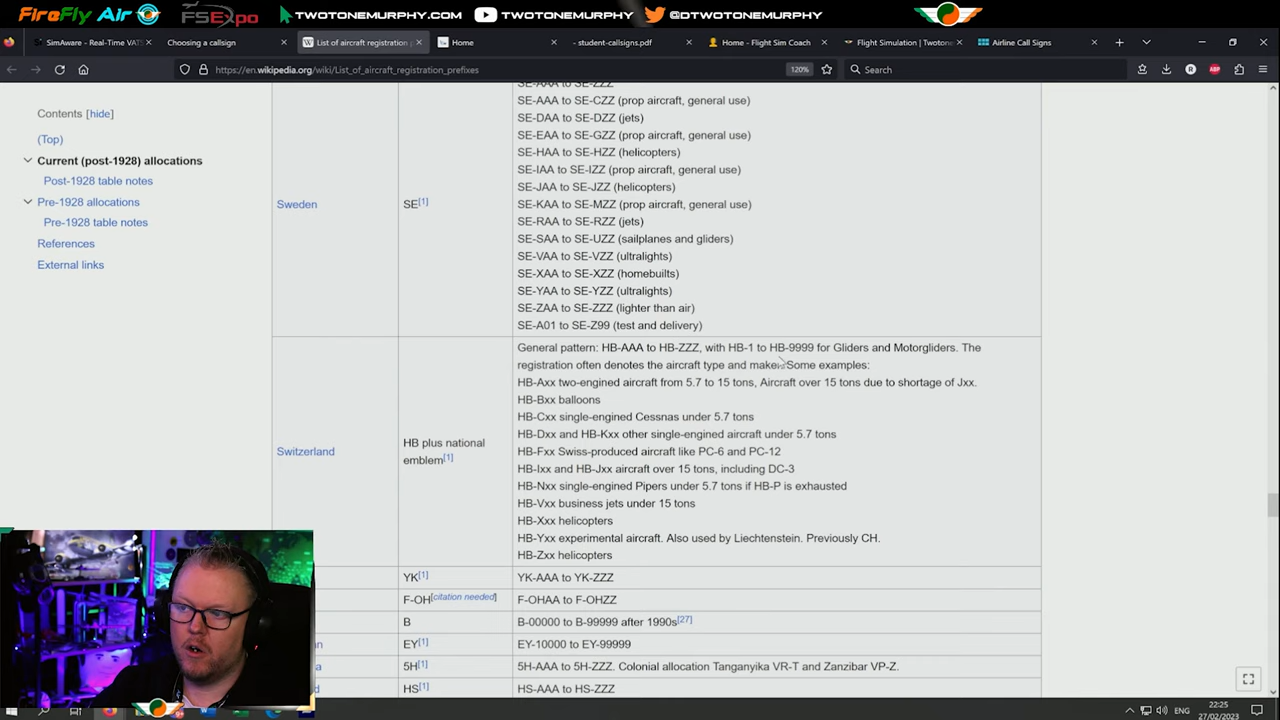 FireFly Air
FSExpo
TWOTONEMURPHY.COM
TWOTONEMURPHY
@DTWOTONEMURPHY
SimAware - Real-Time VATS
Choosing a callsign
List of aircraft registration p
Home
- student-callsigns.pdf
Home - Flight Sim Coach
Flight Simulation | Twotone
Airline Call Signs
https://en.wikipedia.org/wiki/List_of_aircraft_registration_prefixes
120%
Search
Contents [hide]
(Top)
Current (post-1928) allocations
Post-1928 table notes
Pre-1928 allocations
Pre-1928 table notes
References
External links
SE-AAA to SE-ZZZ
SE-AAA to SE-CZZ (prop aircraft, general use)
SE-DAA to SE-DZZ (jets)
SE-EAA to SE-GZZ (prop aircraft, general use)
SE-HAA to SE-HZZ (helicopters)
SE-IAA to SE-IZZ (prop aircraft, general use)
SE-JAA to SE-JZZ (helicopters)
Sweden
SE[1]
SE-KAA to SE-MZZ (prop aircraft, general use)
SE-RAA to SE-RZZ (jets)
SE-SAA to SE-UZZ (sailplanes and gliders)
SE-VAA to SE-VZZ (ultralights)
SE-XAA to SE-XZZ (homebuilts)
SE-YAA to SE-YZZ (ultralights)
SE-ZAA to SE-ZZZ (lighter than air)
SE-A01 to SE-Z99 (test and delivery)
General pattern: HB-AAA to HB-ZZZ, with HB-1 to HB-9999 for Gliders and Motorgliders. The
registration often denotes the aircraft type and make. Some examples:
HB-Axx two-engined aircraft from 5.7 to 15 tons, Aircraft over 15 tons due to shortage of Jxx.
HB-Bxx balloons
HB-Cxx single-engined Cessnas under 5.7 tons
HB-Dxx and HB-Kxx other single-engined aircraft under 5.7 tons
Switzerland
HB plus national
emblem[1]
HB-Fxx Swiss-produced aircraft like PC-6 and PC-12
HB-Ixx and HB-Jxx aircraft over 15 tons, including DC-3
HB-Nxx single-engined Pipers under 5.7 tons if HB-P is exhausted
HB-Vxx business jets under 15 tons
HB-Xxx helicopters
HB-Yxx experimental aircraft. Also used by Liechtenstein. Previously CH.
HB-Zxx helicopters
YK[1]
YK-AAA to YK-ZZZ
F-OH[citation needed]
F-OHAA to F-OHZZ
B
B-00000 to B-99999 after 1990s[27]
EY[1]
EY-10000 to EY-99999
5H[1]
5H-AAA to 5H-ZZZ. Colonial allocation Tanganyika VR-T and Zanzibar VP-Z.
HS[1]
HS-AAA to HS-ZZZ
ENG
22:25
27/02/2023